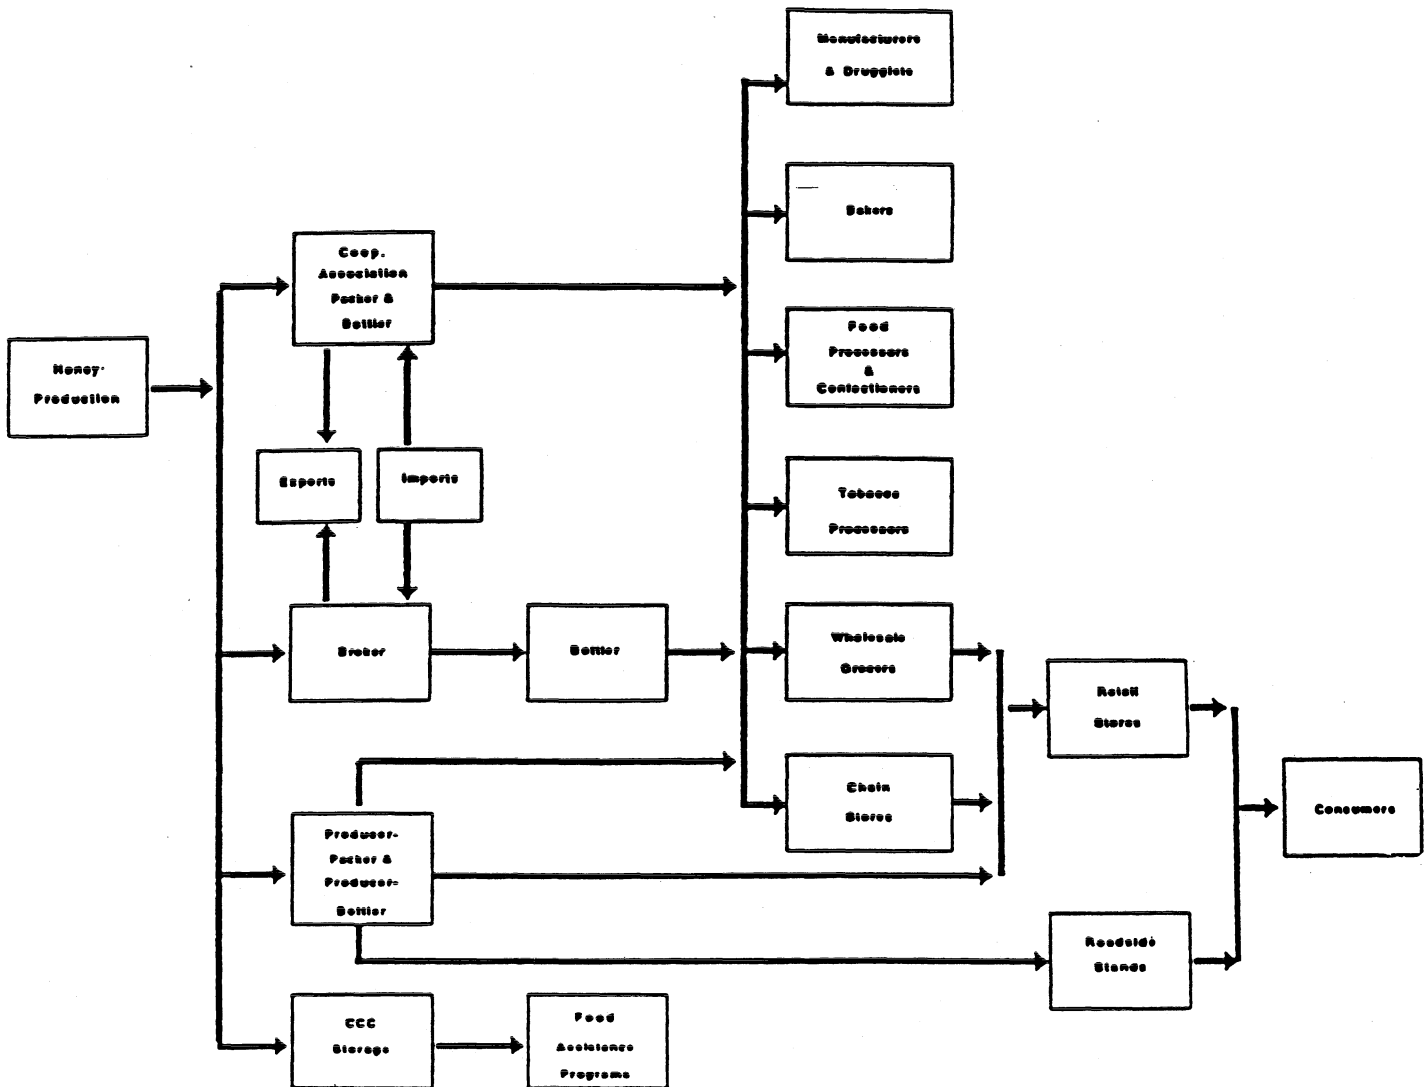 Manufacturers
& Druggists
Bakers
Coop.
Association
Packer &
Bottler
Food
Processors
&
Confectioners
Honey-
Production
Exports
Imports
Tobacco
Processors
Broker
Bottler
Wholesale
Grocers
Retail
Stores
Chain
Stores
Consumers
Producer-
Packer &
Producer-
Bottler
Roadside
Stands
CCC
Storage
Food
Assistance
Programs